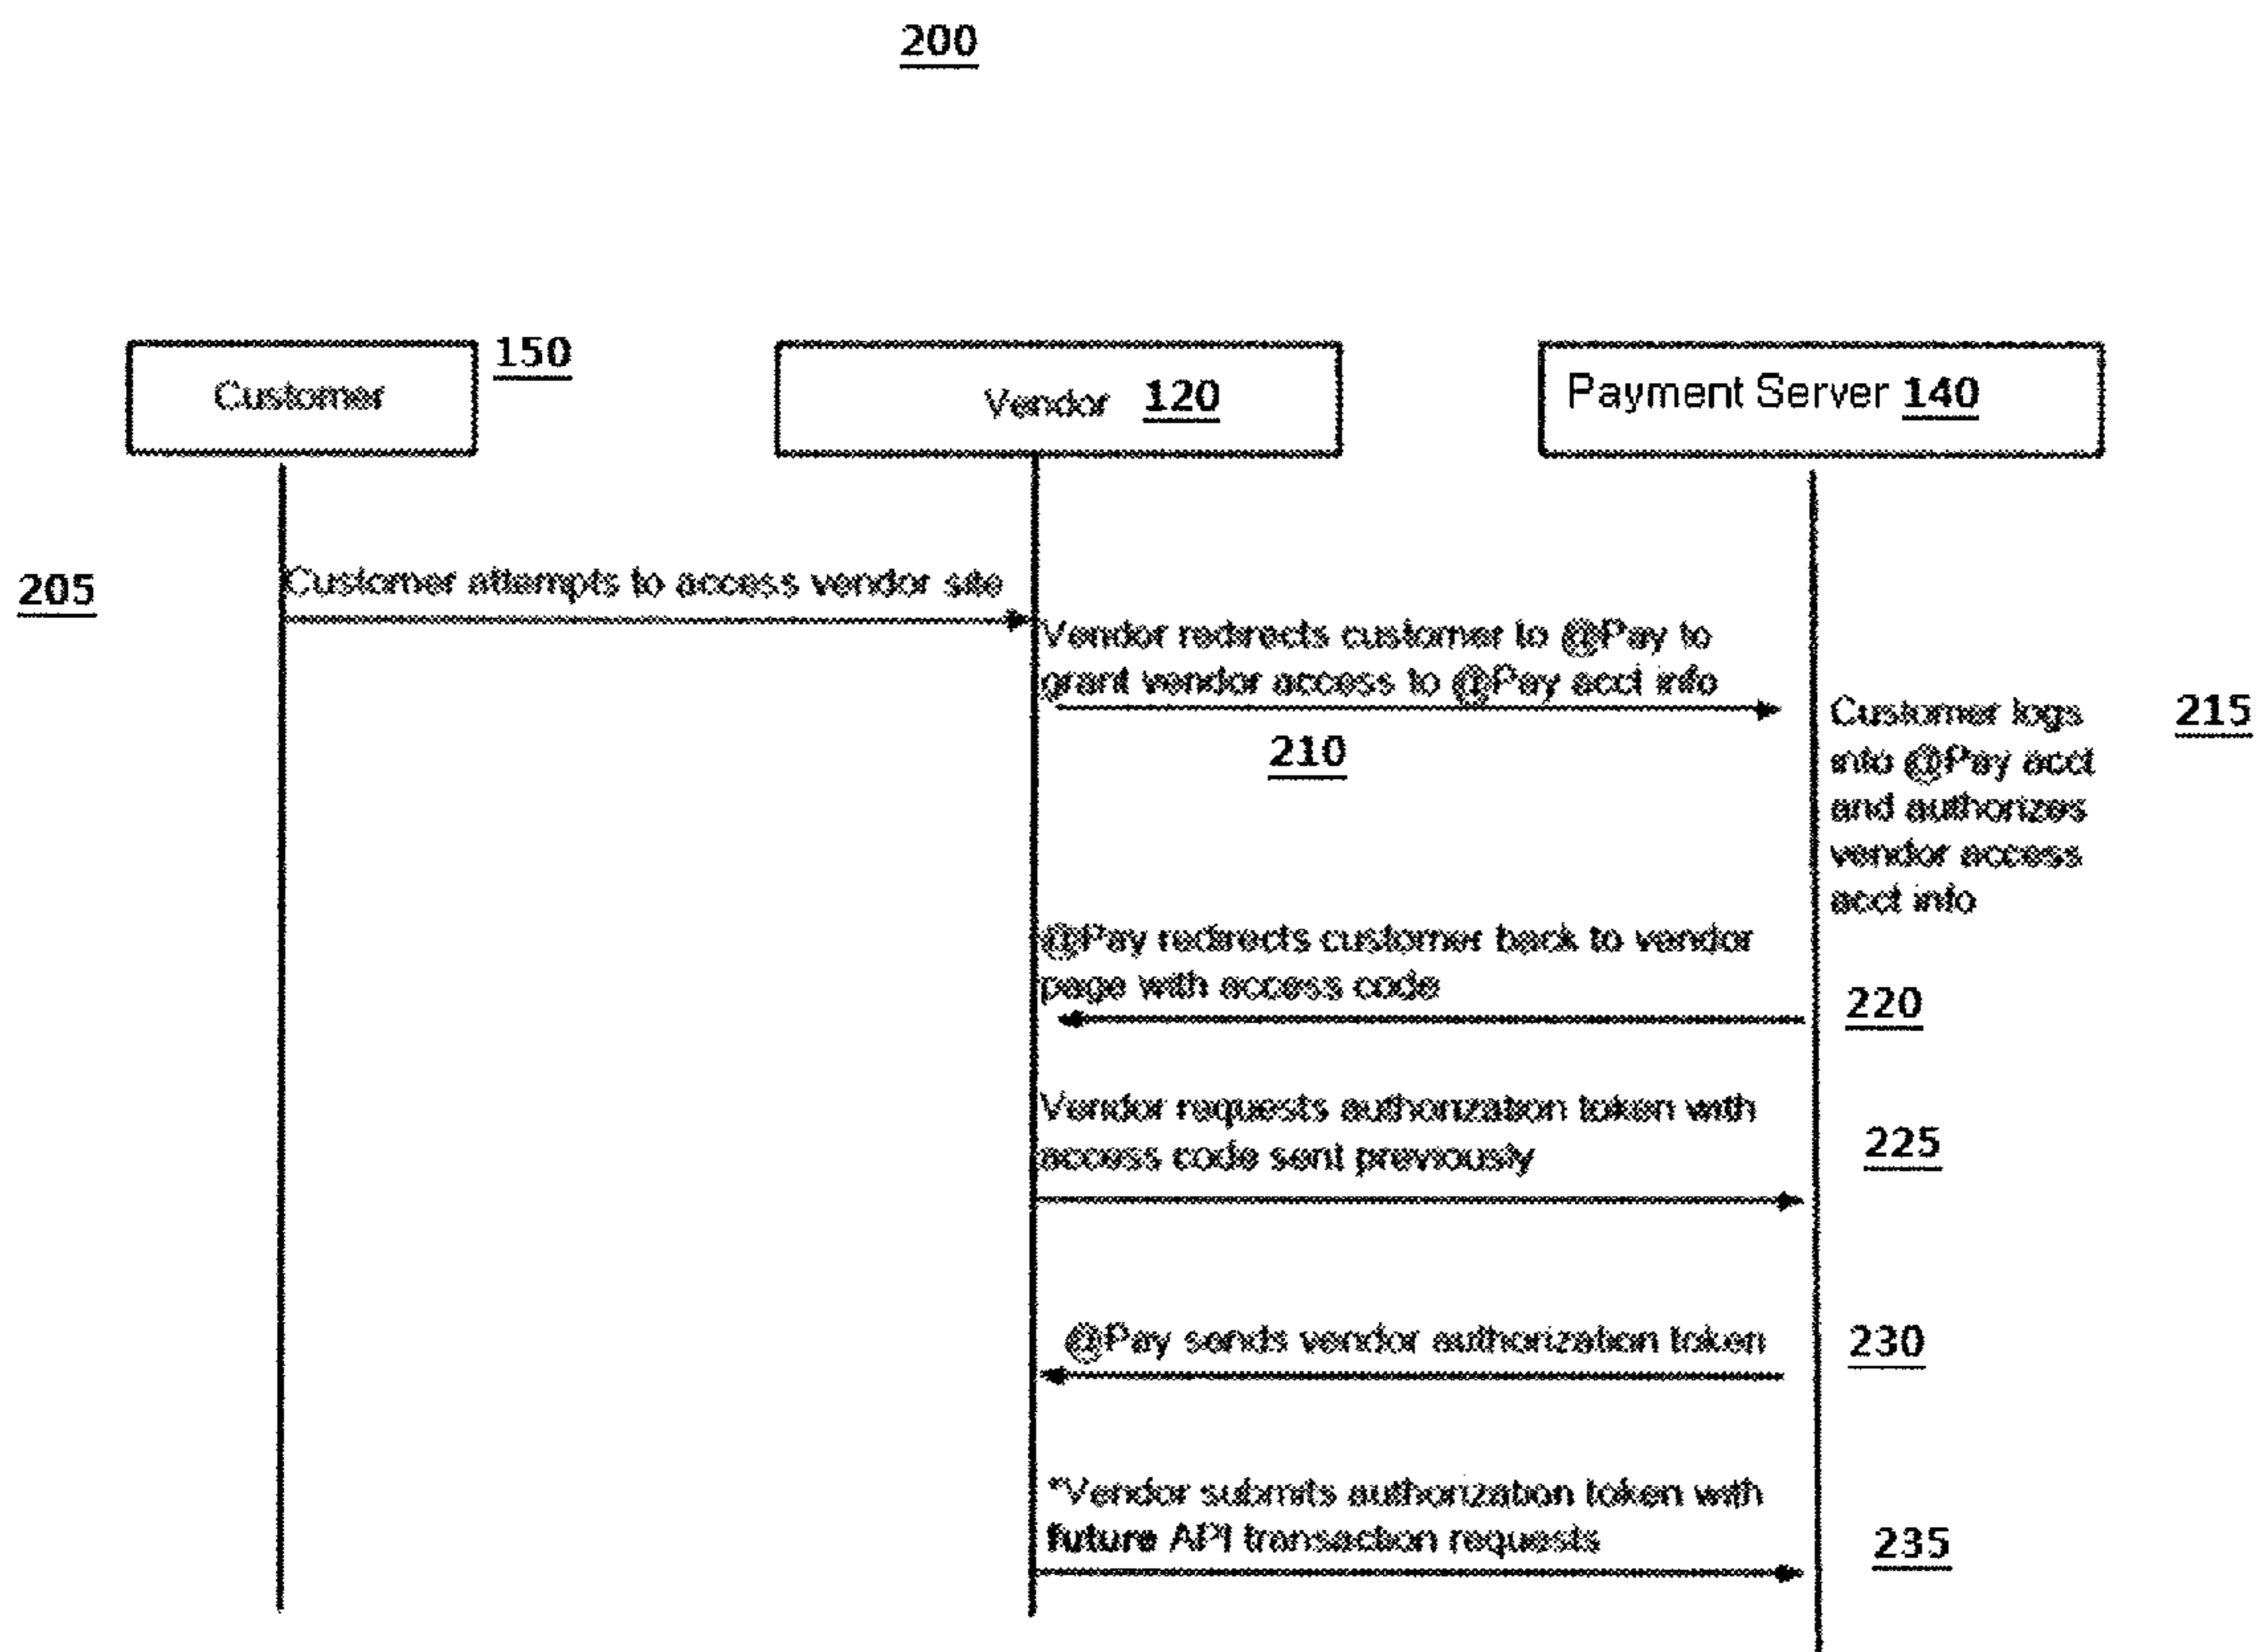 200
Customer 150
Vendor 120
Payment Server 140
205
Customer attempts to access vendor site
Vendor redirects customer to @Pay to
grant vendor access to @Pay acct info
210
Customer logs
into @Pay acct
and authorizes
vendor access
acct info
215
@Pay redirects customer back to vendor
page with access code
220
Vendor requests authorization token with
access code sent previously
225
@Pay sends vendor authorization token
230
*Vendor submits authorization token with
future API transaction requests
235